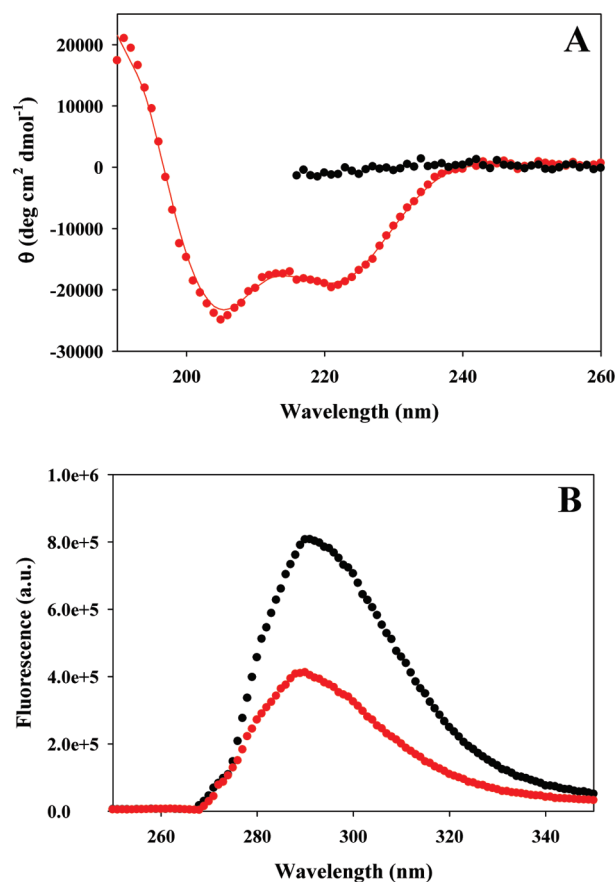 A
20000
10000
0
-10000
-20000
-30000
θ (deg cm² dmol⁻¹)
200
220
240
260
Wavelength (nm)
B
1.0e+6
8.0e+5
6.0e+5
4.0e+5
2.0e+5
0.0
Fluorescence (a.u.)
260
280
300
320
340
Wavelength (nm)